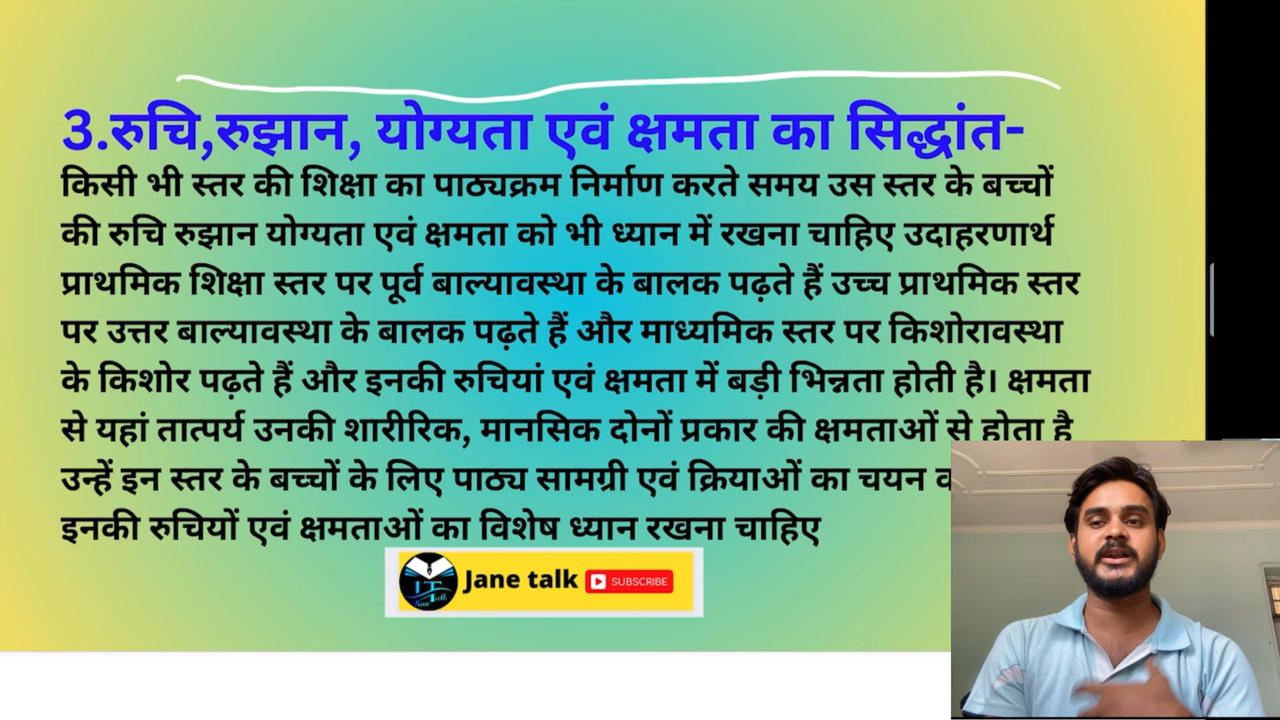 3.रुचि,रुझान, योग्यता एवं क्षमता का सिद्धांत-
किसी भी स्तर की शिक्षा का पाठ्यक्रम निर्माण करते समय उस स्तर के बच्चों
की रुचि रुझान योग्यता एवं क्षमता को भी ध्यान में रखना चाहिए उदाहरणार्थ
प्राथमिक शिक्षा स्तर पर पूर्व बाल्यावस्था के बालक पढ़ते हैं उच्च प्राथमिक स्तर
पर उत्तर बाल्यावस्था के बालक पढ़ते हैं और माध्यमिक स्तर पर किशोरावस्था
के किशोर पढ़ते हैं और इनकी रुचियां एवं क्षमता में बड़ी भिन्नता होती है। क्षमता
से यहां तात्पर्य उनकी शारीरिक, मानसिक दोनों प्रकार की क्षमताओं से होता है
उन्हें इन स्तर के बच्चों के लिए पाठ्य सामग्री एवं क्रियाओं का चयन
इनकी रुचियों एवं क्षमताओं का विशेष ध्यान रखना चाहिए
Jane talk SUBSCRIBE